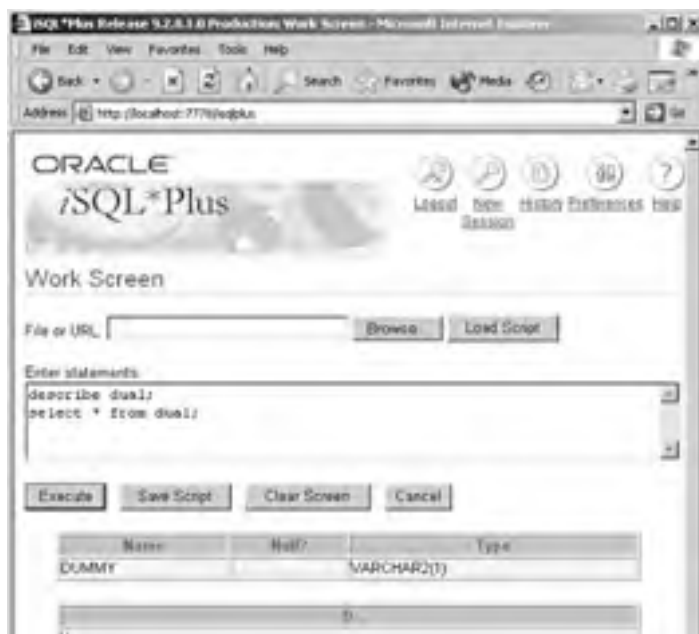 iSQL*Plus Release 9.2.0.1.0 Production: Work Screen - Microsoft Internet Explorer
File Edit View Favorites Tools Help
Back Search Favorites Media
Address http://localhost:7778/isqlplus Go
ORACLE
iSQL*Plus
Logout New Session History Preferences Help
Work Screen
File or URL: Browse... Load Script
Enter statements:
describe dual;
select * from dual;
Execute Save Script Clear Screen Cancel
Name Null? Type
DUMMY VARCHAR2(1)
D